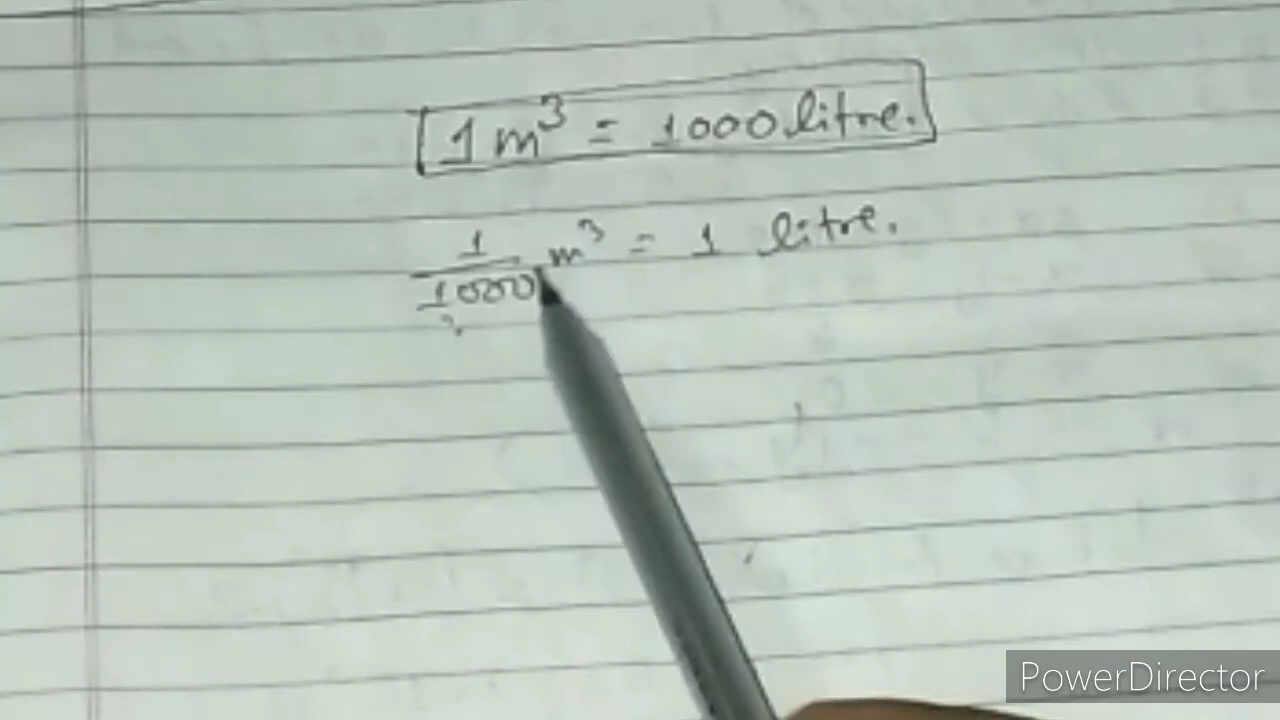 1 m³ = 1000 litre.
1/1000 m³ = 1 litre.
PowerDirector